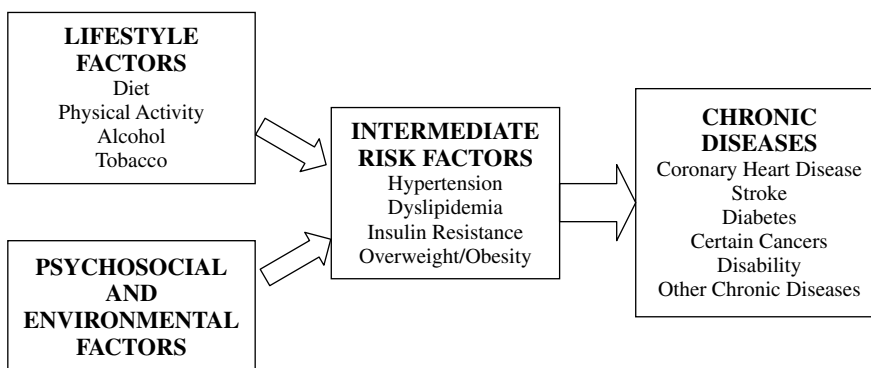 LIFESTYLE
FACTORS
Diet
Physical Activity
Alcohol
Tobacco
PSYCHOSOCIAL
AND
ENVIRONMENTAL
FACTORS
INTERMEDIATE
RISK FACTORS
Hypertension
Dyslipidemia
Insulin Resistance
Overweight/Obesity
CHRONIC
DISEASES
Coronary Heart Disease
Stroke
Diabetes
Certain Cancers
Disability
Other Chronic Diseases